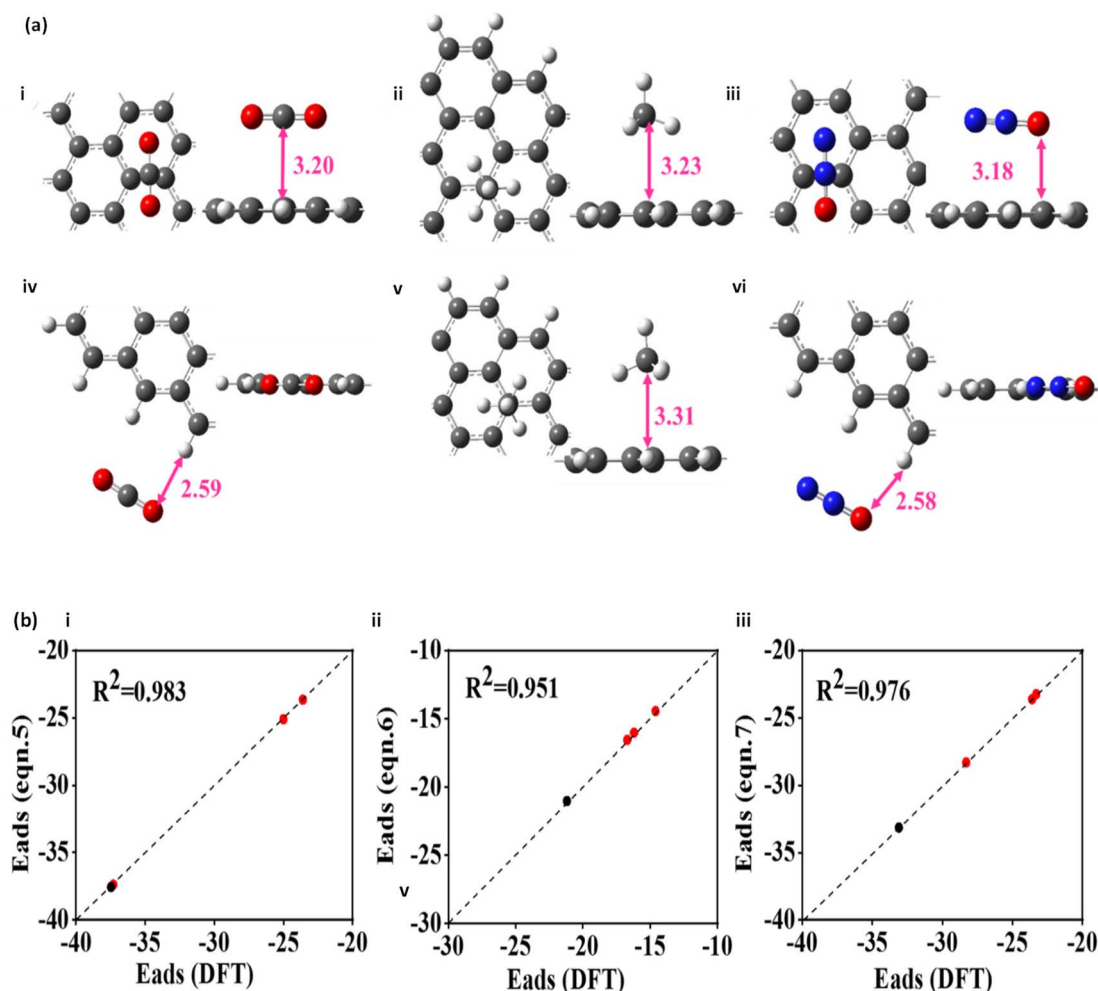 (a)
i
ii
iii
3.20
3.23
3.18
iv
v
vi
2.59
3.31
2.58
(b)
i
ii
iii
R²=0.983
Eads (eqn.5)
-20
-25
-30
-35
-40
-40 -35 -30 -25 -20
Eads (DFT)
R²=0.951
Eads (eqn.6)
-10
-15
-20
-25
-30
v
-30 -25 -20 -15 -10
Eads (DFT)
R²=0.976
Eads (eqn.7)
-20
-25
-30
-35
-40
-40 -35 -30 -25 -20
Eads (DFT)